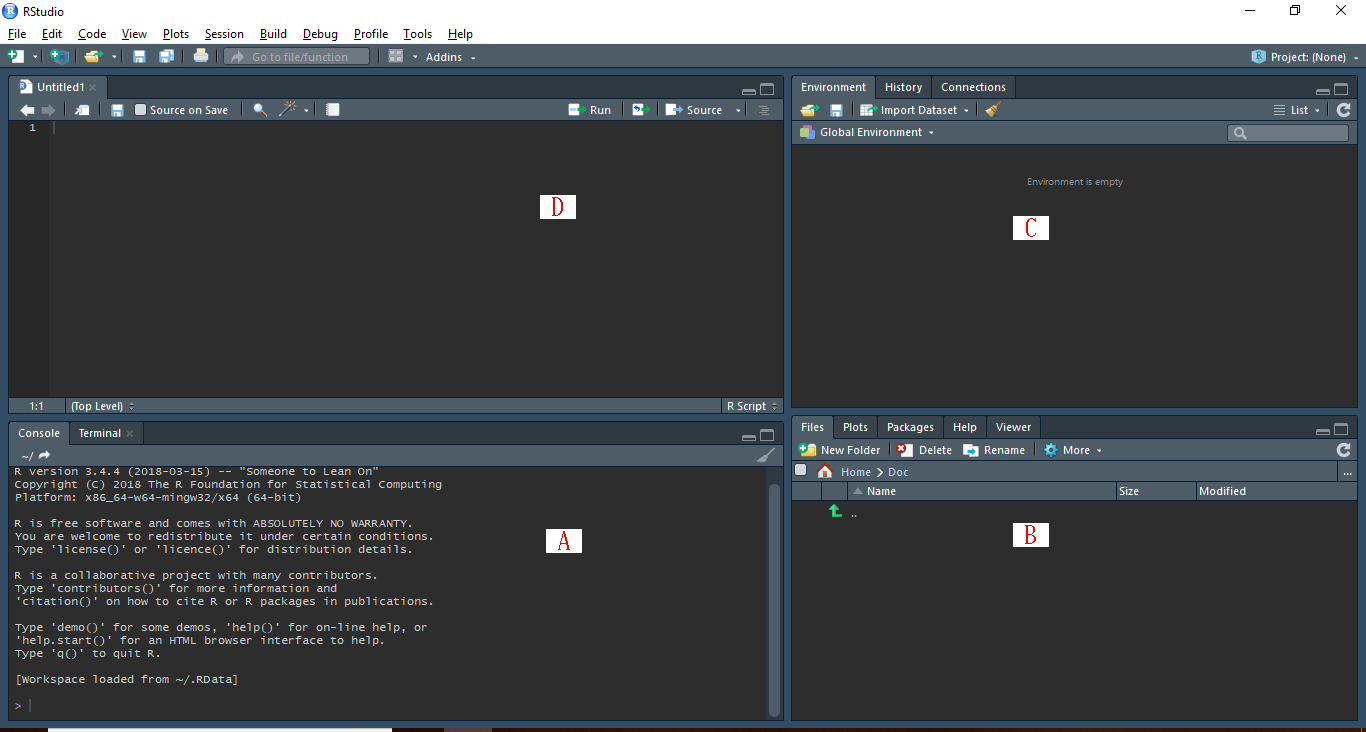 RStudio
File Edit Code View Plots Session Build Debug Profile Tools Help
Go to file/function Addins Project: (None)
Untitled1
Source on Save Run Source
1
D
1:1 (Top Level) R Script
Console Terminal
~/
R version 3.4.4 (2018-03-15) -- "Someone to Lean On"
Copyright (C) 2018 The R Foundation for Statistical Computing
Platform: x86_64-w64-mingw32/x64 (64-bit)
R is free software and comes with ABSOLUTELY NO WARRANTY.
You are welcome to redistribute it under certain conditions.
Type 'license()' or 'licence()' for distribution details.
A
R is a collaborative project with many contributors.
Type 'contributors()' for more information and
'citation()' on how to cite R or R packages in publications.
Type 'demo()' for some demos, 'help()' for on-line help, or
'help.start()' for an HTML browser interface to help.
Type 'q()' to quit R.
[Workspace loaded from ~/.RData]
>
Environment History Connections
Import Dataset List
Global Environment
Environment is empty
C
Files Plots Packages Help Viewer
New Folder Delete Rename More
Home > Doc ...
Name Size Modified
..
B